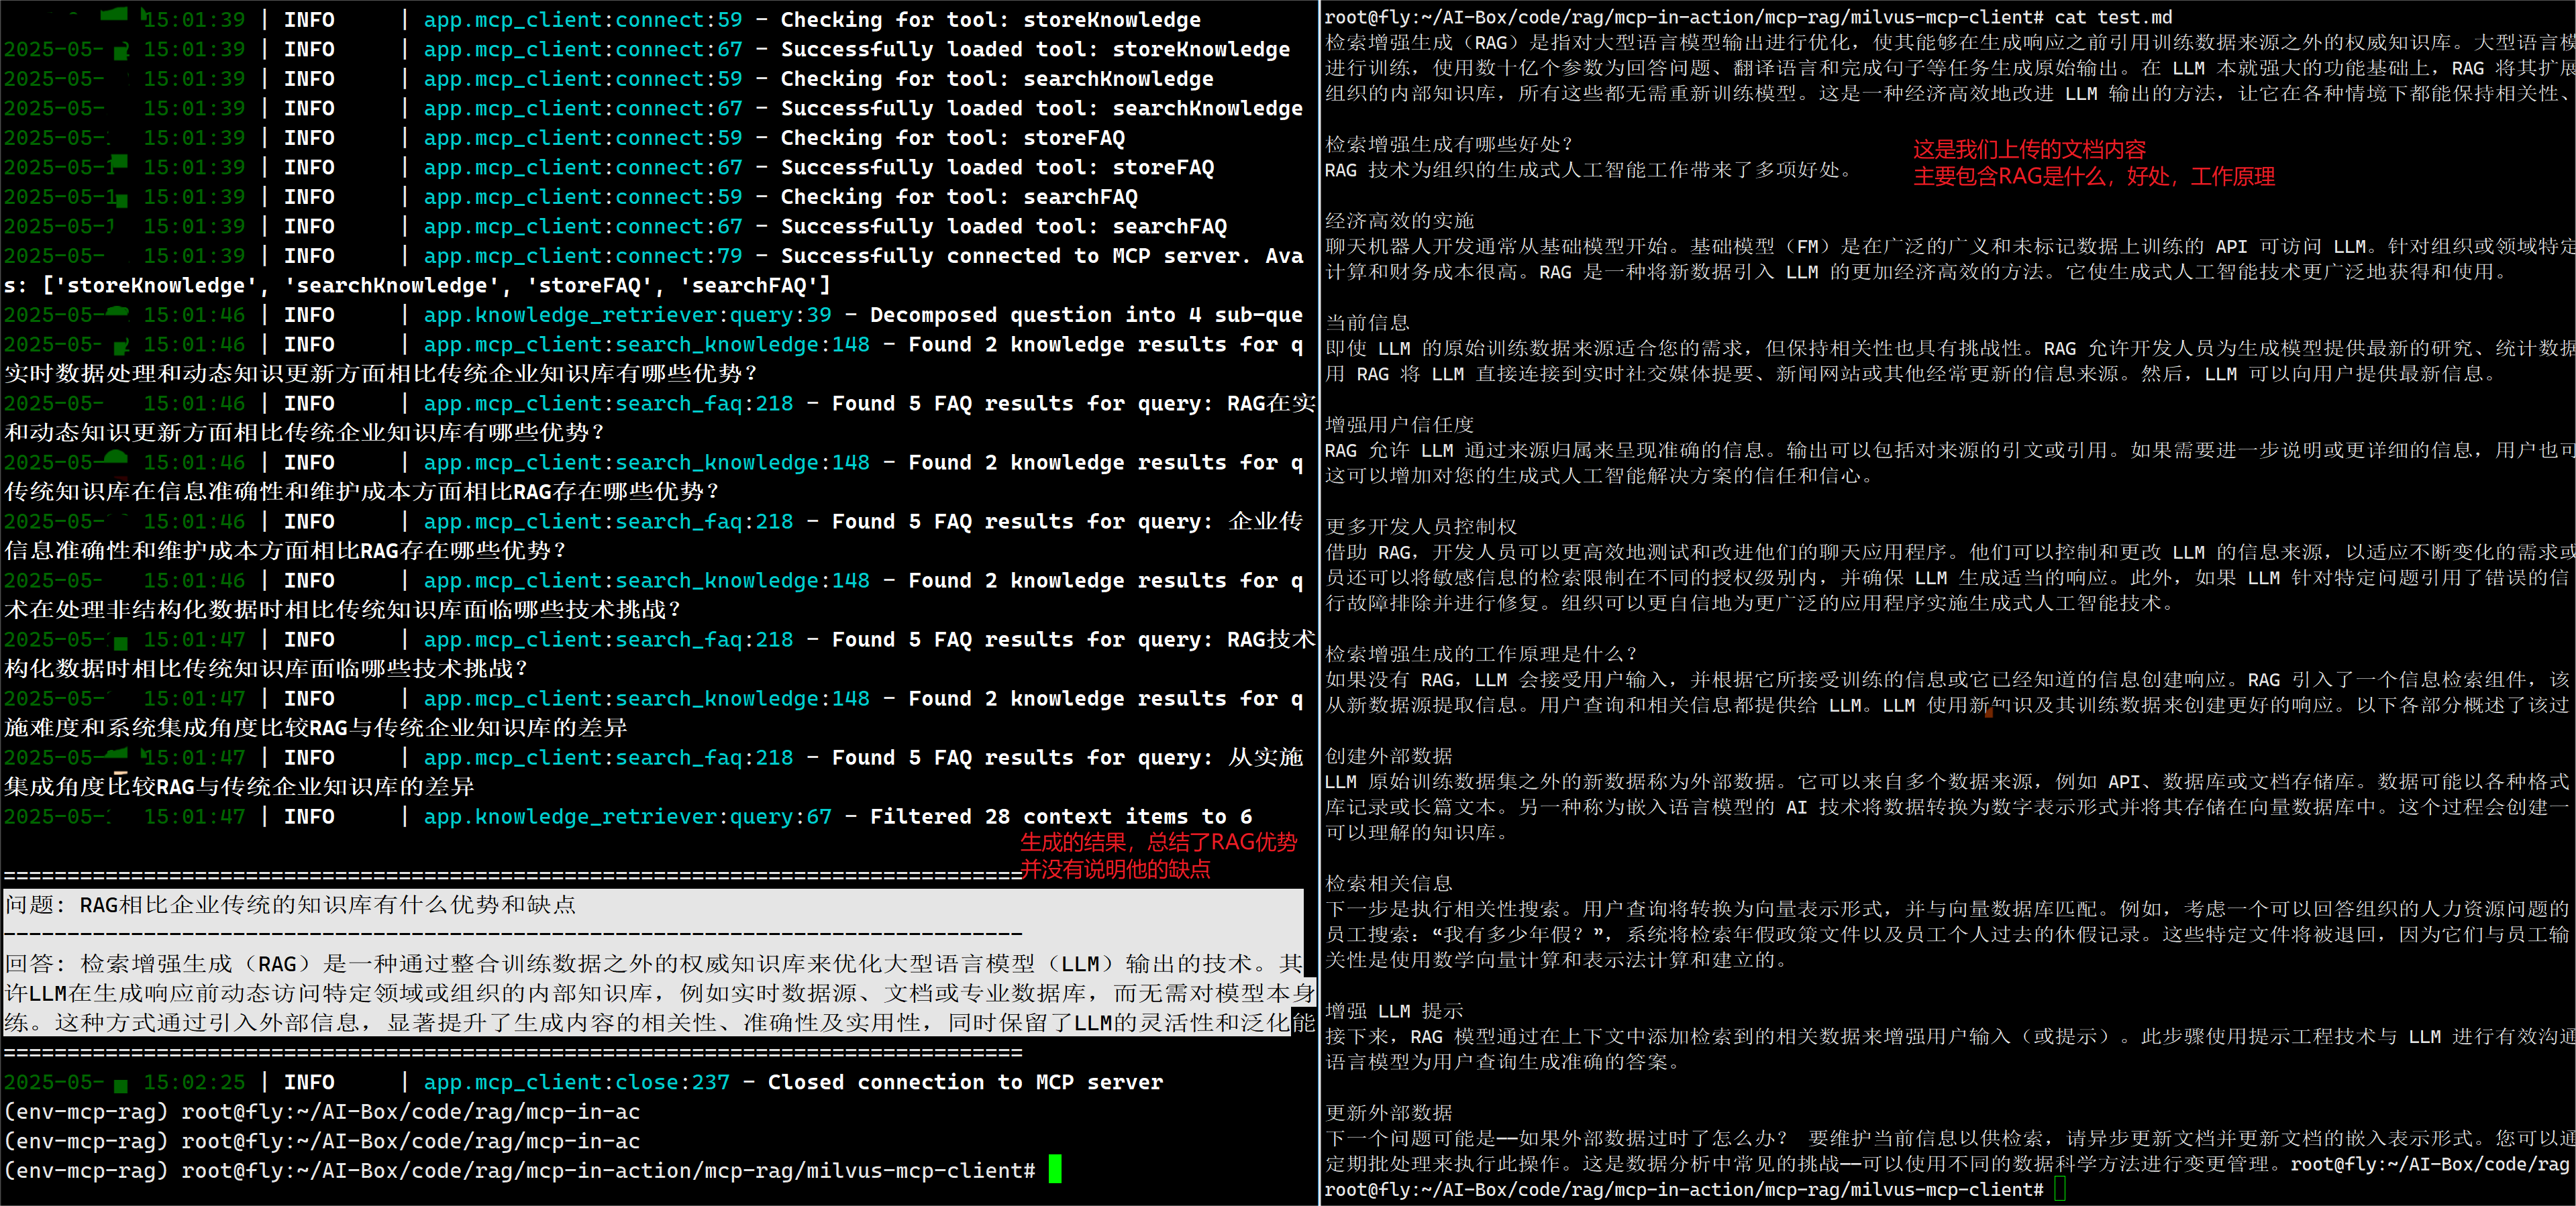 2025-05- 15:01:39 | INFO | app.mcp_client:connect:59 - Checking for tool: storeKnowledge
2025-05- 15:01:39 | INFO | app.mcp_client:connect:67 - Successfully loaded tool: storeKnowledge
2025-05- 15:01:39 | INFO | app.mcp_client:connect:59 - Checking for tool: searchKnowledge
2025-05- 15:01:39 | INFO | app.mcp_client:connect:67 - Successfully loaded tool: searchKnowledge
2025-05- 15:01:39 | INFO | app.mcp_client:connect:59 - Checking for tool: storeFAQ
2025-05-1 15:01:39 | INFO | app.mcp_client:connect:67 - Successfully loaded tool: storeFAQ
2025-05-1 15:01:39 | INFO | app.mcp_client:connect:59 - Checking for tool: searchFAQ
2025-05-1 15:01:39 | INFO | app.mcp_client:connect:67 - Successfully loaded tool: searchFAQ
2025-05- 15:01:39 | INFO | app.mcp_client:connect:79 - Successfully connected to MCP server. Ava
s: ['storeKnowledge', 'searchKnowledge', 'storeFAQ', 'searchFAQ']
2025-05- 15:01:46 | INFO | app.knowledge_retriever:query:39 - Decomposed question into 4 sub-que
2025-05- 15:01:46 | INFO | app.mcp_client:search_knowledge:148 - Found 2 knowledge results for q
实时数据处理和动态知识更新方面相比传统企业知识库有哪些优势？
2025-05- 15:01:46 | INFO | app.mcp_client:search_faq:218 - Found 5 FAQ results for query: RAG在实
和动态知识更新方面相比传统企业知识库有哪些优势？
2025-05- 15:01:46 | INFO | app.mcp_client:search_knowledge:148 - Found 2 knowledge results for q
传统知识库在信息准确性和维护成本方面相比RAG存在哪些优势？
2025-05- 15:01:46 | INFO | app.mcp_client:search_faq:218 - Found 5 FAQ results for query: 企业传
信息准确性和维护成本方面相比RAG存在哪些优势？
2025-05- 15:01:46 | INFO | app.mcp_client:search_knowledge:148 - Found 2 knowledge results for q
术在处理非结构化数据时相比传统知识库面临哪些技术挑战？
2025-05- 15:01:47 | INFO | app.mcp_client:search_faq:218 - Found 5 FAQ results for query: RAG技术
构化数据时相比传统知识库面临哪些技术挑战？
2025-05- 15:01:47 | INFO | app.mcp_client:search_knowledge:148 - Found 2 knowledge results for q
施难度和系统集成角度比较RAG与传统企业知识库的差异
2025-05- 15:01:47 | INFO | app.mcp_client:search_faq:218 - Found 5 FAQ results for query: 从实施
集成角度比较RAG与传统企业知识库的差异
2025-05- 15:01:47 | INFO | app.knowledge_retriever:query:67 - Filtered 28 context items to 6
生成的结果，总结了RAG优势
并没有说明他的缺点
================================================================================
问题: RAG相比企业传统的知识库有什么优势和缺点
--------------------------------------------------------------------------------
回答: 检索增强生成（RAG）是一种通过整合训练数据之外的权威知识库来优化大型语言模型（LLM）输出的技术。其
许LLM在生成响应前动态访问特定领域或组织的内部知识库，例如实时数据源、文档或专业数据库，而无需对模型本身
练。这种方式通过引入外部信息，显著提升了生成内容的相关性、准确性及实用性，同时保留了LLM的灵活性和泛化能
================================================================================
2025-05- 15:02:25 | INFO | app.mcp_client:close:237 - Closed connection to MCP server
(env-mcp-rag) root@fly:~/AI-Box/code/rag/mcp-in-ac
(env-mcp-rag) root@fly:~/AI-Box/code/rag/mcp-in-ac
(env-mcp-rag) root@fly:~/AI-Box/code/rag/mcp-in-action/mcp-rag/milvus-mcp-client#
root@fly:~/AI-Box/code/rag/mcp-in-action/mcp-rag/milvus-mcp-client# cat test.md
检索增强生成（RAG）是指对大型语言模型输出进行优化，使其能够在生成响应之前引用训练数据来源之外的权威知识库。大型语言模
进行训练，使用数十亿个参数为回答问题、翻译语言和完成句子等任务生成原始输出。在 LLM 本就强大的功能基础上，RAG 将其扩展
组织的内部知识库，所有这些都无需重新训练模型。这是一种经济高效地改进 LLM 输出的方法，让它在各种情境下都能保持相关性、
检索增强生成有哪些好处？
RAG 技术为组织的生成式人工智能工作带来了多项好处。
这是我们上传的文档内容
主要包含RAG是什么，好处，工作原理
经济高效的实施
聊天机器人开发通常从基础模型开始。基础模型（FM）是在广泛的广义和未标记数据上训练的 API 可访问 LLM。针对组织或领域特定
计算和财务成本很高。RAG 是一种将新数据引入 LLM 的更加经济高效的方法。它使生成式人工智能技术更广泛地获得和使用。
当前信息
即使 LLM 的原始训练数据来源适合您的需求，但保持相关性也具有挑战性。RAG 允许开发人员为生成模型提供最新的研究、统计数据
用 RAG 将 LLM 直接连接到实时社交媒体提要、新闻网站或其他经常更新的信息来源。然后，LLM 可以向用户提供最新信息。
增强用户信任度
RAG 允许 LLM 通过来源归属来呈现准确的信息。输出可以包括对来源的引文或引用。如果需要进一步说明或更详细的信息，用户也可
这可以增加对您的生成式人工智能解决方案的信任和信心。
更多开发人员控制权
借助 RAG，开发人员可以更高效地测试和改进他们的聊天应用程序。他们可以控制和更改 LLM 的信息来源，以适应不断变化的需求或
员还可以将敏感信息的检索限制在不同的授权级别内，并确保 LLM 生成适当的响应。此外，如果 LLM 针对特定问题引用了错误的信
行故障排除并进行修复。组织可以更自信地为更广泛的应用程序实施生成式人工智能技术。
检索增强生成的工作原理是什么？
如果没有 RAG，LLM 会接受用户输入，并根据它所接受训练的信息或它已经知道的信息创建响应。RAG 引入了一个信息检索组件，该
从新数据源提取信息。用户查询和相关信息都提供给 LLM。LLM 使用新知识及其训练数据来创建更好的响应。以下各部分概述了该过
创建外部数据
LLM 原始训练数据集之外的新数据称为外部数据。它可以来自多个数据来源，例如 API、数据库或文档存储库。数据可能以各种格式
库记录或长篇文本。另一种称为嵌入语言模型的 AI 技术将数据转换为数字表示形式并将其存储在向量数据库中。这个过程会创建一
可以理解的知识库。
检索相关信息
下一步是执行相关性搜索。用户查询将转换为向量表示形式，并与向量数据库匹配。例如，考虑一个可以回答组织的人力资源问题的
员工搜索：“我有多少年假？”，系统将检索年假政策文件以及员工个人过去的休假记录。这些特定文件将被退回，因为它们与员工输
关性是使用数学向量计算和表示法计算和建立的。
增强 LLM 提示
接下来，RAG 模型通过在上下文中添加检索到的相关数据来增强用户输入（或提示）。此步骤使用提示工程技术与 LLM 进行有效沟通
语言模型为用户查询生成准确的答案。
更新外部数据
下一个问题可能是——如果外部数据过时了怎么办？ 要维护当前信息以供检索，请异步更新文档并更新文档的嵌入表示形式。您可以通
定期批处理来执行此操作。这是数据分析中常见的挑战——可以使用不同的数据科学方法进行变更管理。root@fly:~/AI-Box/code/rag
root@fly:~/AI-Box/code/rag/mcp-in-action/mcp-rag/milvus-mcp-client#